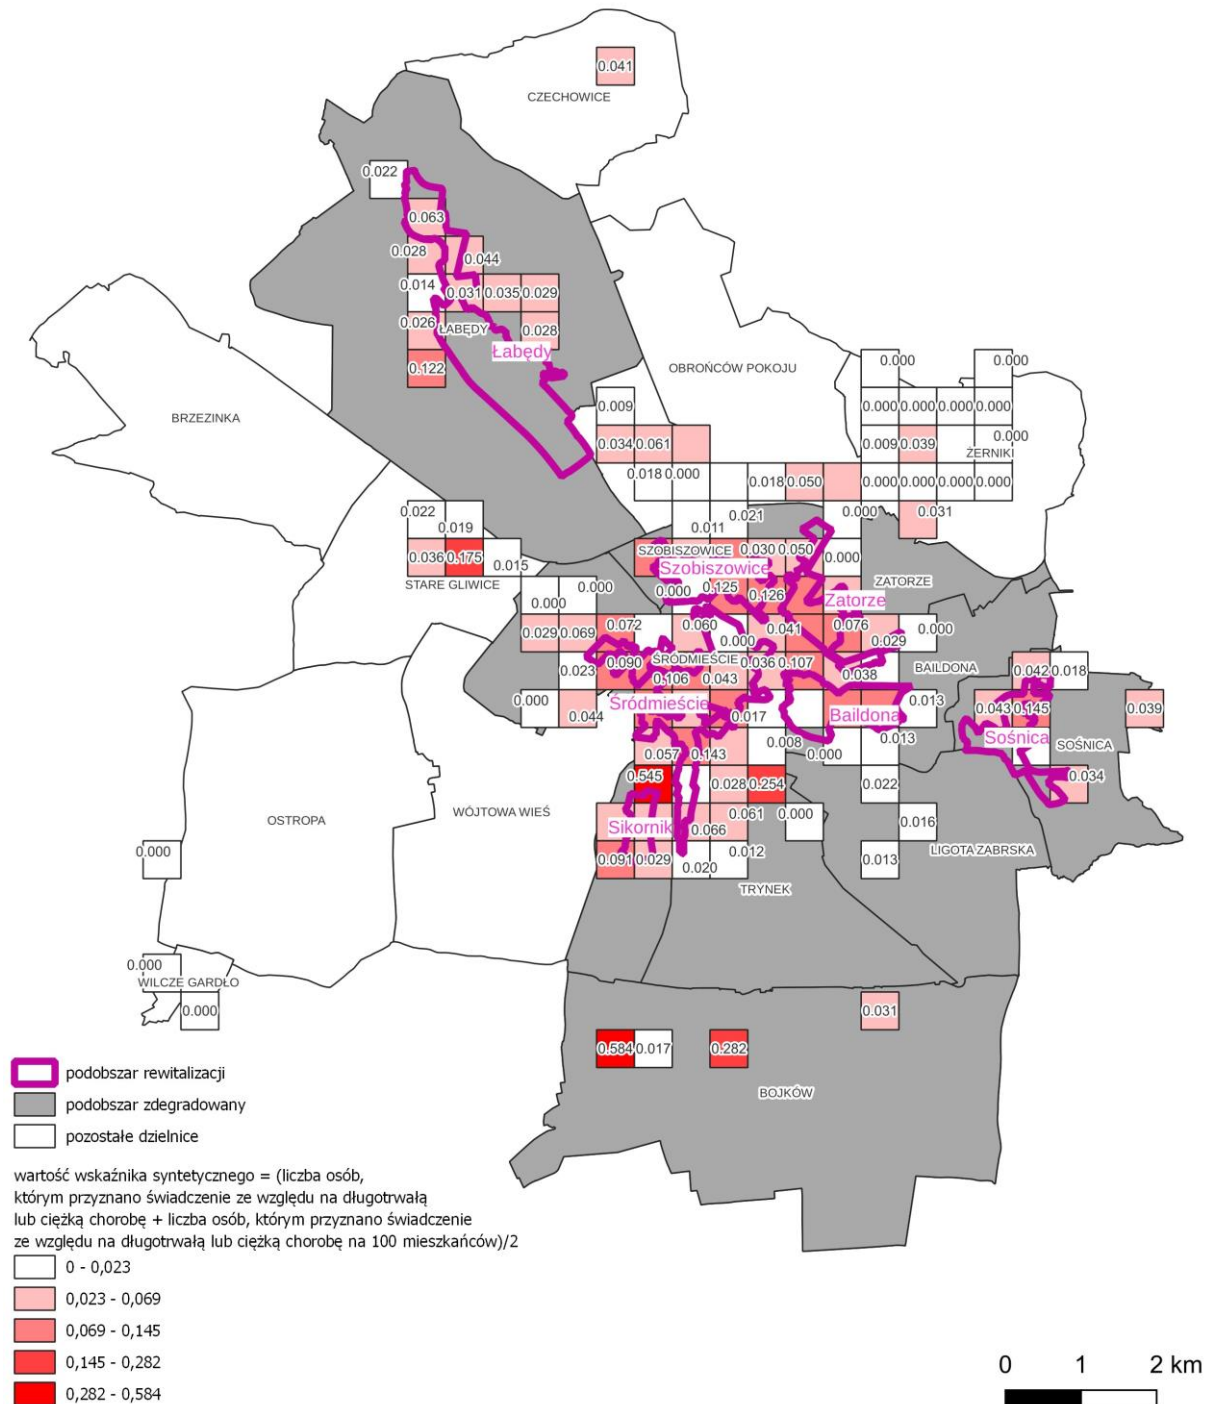 0.041
CZECHOWICE
0.022
0.063
0.028
0.044
0.014
0.031
0.035
0.029
0.026
ŁABĘDY
0.028
Łabędy
0.122
OBROŃCÓW POKOJU
0.000
0.000
BRZEZINKA
0.009
0.000
0.000
0.000
0.000
0.034
0.061
0.009
0.039
0.000
ŻERNIKI
0.018
0.000
0.018
0.050
0.000
0.000
0.000
0.000
0.022
0.019
0.011
0.021
0.000
0.031
0.036
0.175
0.015
SZOBISZOWICE
0.030
0.050
0.000
STARE GLIWICE
Szobiszowice
ZATORZE
0.000
0.000
0.000
0.125
0.126
Zatorze
0.029
0.069
0.072
0.060
0.000
0.041
0.076
0.029
0.000
0.023
0.090
ŚRÓDMIEŚCIE
0.036
0.107
0.038
BAILDONA
0.106
0.043
0.042
0.018
0.000
0.044
Śródmieście
0.017
Baildona
0.013
0.043
0.145
0.039
0.057
0.143
0.008
0.000
0.013
Sośnica
SOŚNICA
0.545
0.028
0.254
0.022
0.034
OSTROPA
WÓJTOWA WIEŚ
Sikornik
0.066
0.061
0.000
0.016
0.000
0.091
0.029
0.020
0.012
0.013
LIGOTA ZABRSKA
TRYNEK
0.000
WILCZE GARDŁO
0.000
0.031
0.584
0.017
0.282
BOJKÓW
podobszar rewitalizacji
podobszar zdegradowany
pozostałe dzielnice
wartość wskaźnika syntetycznego = (liczba osób,
którym przyznano świadczenie ze względu na długotrwałą
lub ciężką chorobę + liczba osób, którym przyznano świadczenie
ze względu na długotrwałą lub ciężką chorobę na 100 mieszkańców)/2
0 - 0,023
0,023 - 0,069
0,069 - 0,145
0,145 - 0,282
0,282 - 0,584
0 1 2 km